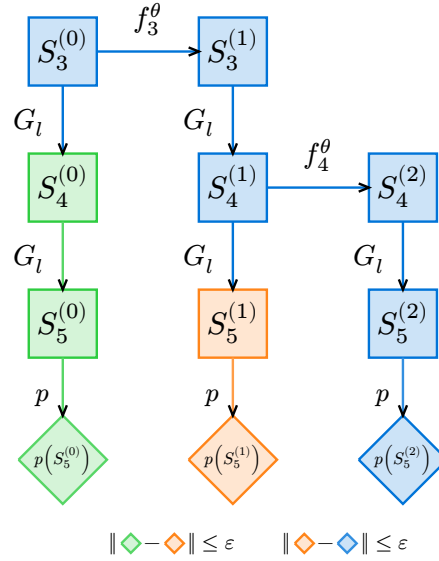 f_3^θ
S_3^{(0)} S_3^{(1)}
G_l G_l
f_4^θ
S_4^{(0)} S_4^{(1)} S_4^{(2)}
G_l G_l G_l
S_5^{(0)} S_5^{(1)} S_5^{(2)}
p p p
p(S_5^{(0)}) p(S_5^{(1)}) p(S_5^{(2)})
‖ − ‖ ≤ ε ‖ − ‖ ≤ ε